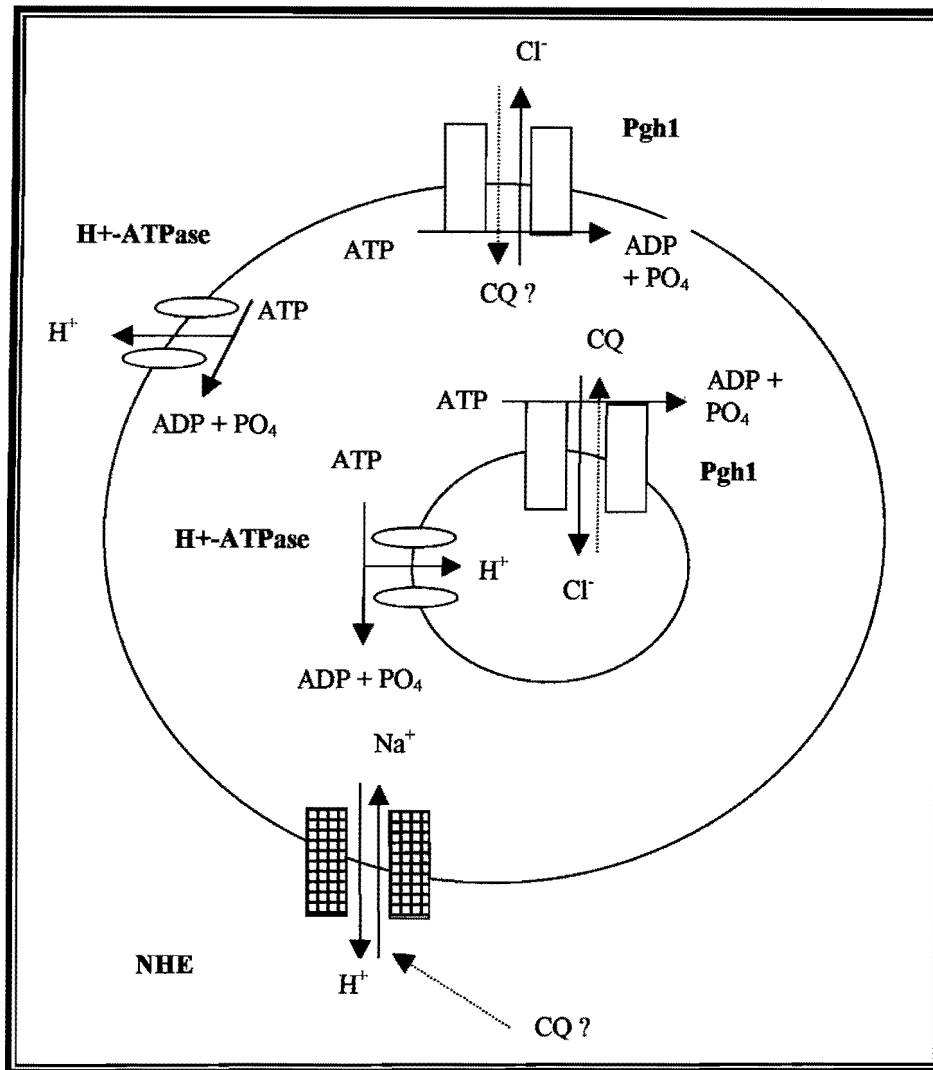 Cl⁻
Pgh1
H+-ATPase
ATP
ADP
+ PO₄
CQ ?
ATP
H⁺
ADP + PO₄
CQ
ATP
ADP +
PO₄
Pgh1
ATP
H+-ATPase
H⁺
Cl⁻
ADP + PO₄
Na⁺
NHE
H⁺
CQ ?